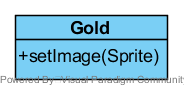 Gold
+setImage(Sprite)
Powered By Visual Paradigm Community